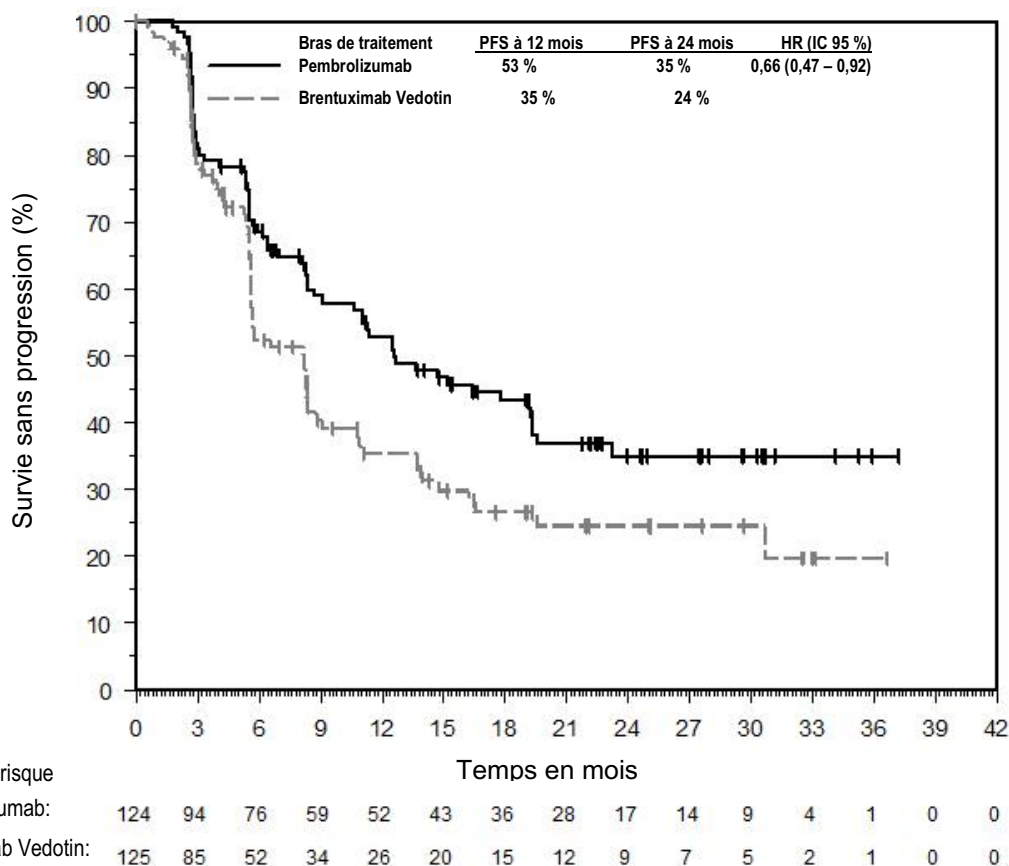 Bras de traitement PFS à 12 mois PFS à 24 mois HR (IC 95 %)
Pembrolizumab 53 % 35 % 0,66 (0,47 – 0,92)
Brentuximab Vedotin 35 % 24 %
Survie sans progression (%)
100
90
80
70
60
50
40
30
20
10
0
0 3 6 9 12 15 18 21 24 27 30 33 36 39 42
Temps en mois
risque
umab: 124 94 76 59 52 43 36 28 17 14 9 4 1 0 0
ab Vedotin: 125 85 52 34 26 20 15 12 9 7 5 2 1 0 0